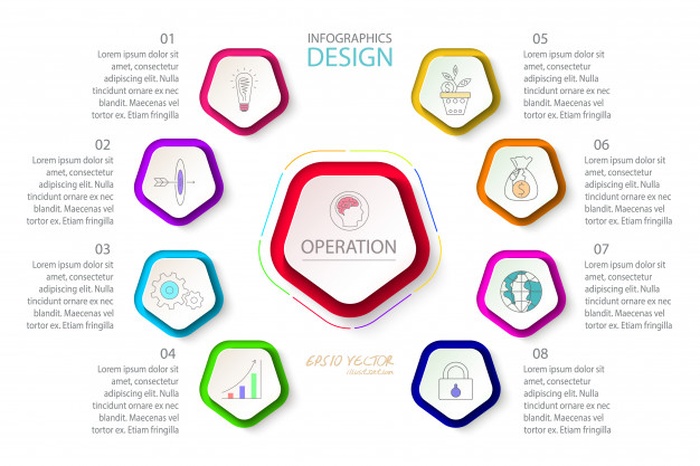 INFOGRAPHICS
DESIGN
01
Lorem ipsum dolor sit
amet, consectetur
adipiscing elit. Nulla
tincidunt ornare ex nec
blandit. Maecenas vel
tortor ex. Etiam fringilla
02
Lorem ipsum dolor sit
amet, consectetur
adipiscing elit. Nulla
tincidunt ornare ex nec
blandit. Maecenas vel
tortor ex. Etiam fringilla
03
Lorem ipsum dolor sit
amet, consectetur
adipiscing elit. Nulla
tincidunt ornare ex nec
blandit. Maecenas vel
tortor ex. Etiam fringilla
04
Lorem ipsum dolor sit
amet, consectetur
adipiscing elit. Nulla
tincidunt ornare ex nec
blandit. Maecenas vel
tortor ex. Etiam fringilla
OPERATION
EPS10 VECTOR
illustration
05
Lorem ipsum dolor sit
amet, consectetur
adipiscing elit. Nulla
tincidunt ornare ex nec
blandit. Maecenas vel
tortor ex. Etiam fringilla
06
Lorem ipsum dolor sit
amet, consectetur
adipiscing elit. Nulla
tincidunt ornare ex nec
blandit. Maecenas vel
tortor ex. Etiam fringilla
07
Lorem ipsum dolor sit
amet, consectetur
adipiscing elit. Nulla
tincidunt ornare ex nec
blandit. Maecenas vel
tortor ex. Etiam fringilla
08
Lorem ipsum dolor sit
amet, consectetur
adipiscing elit. Nulla
tincidunt ornare ex nec
blandit. Maecenas vel
tortor ex. Etiam fringilla
$
$